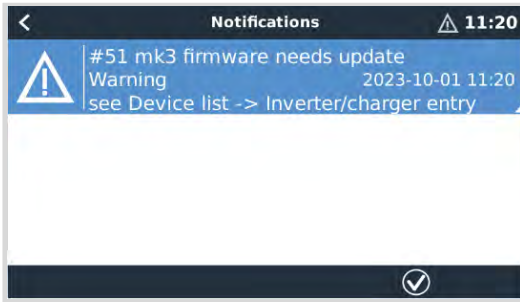 Notifications
11:20
#51 mk3 firmware needs update
Warning
2023-10-01 11:20
see Device list -> Inverter/charger entry